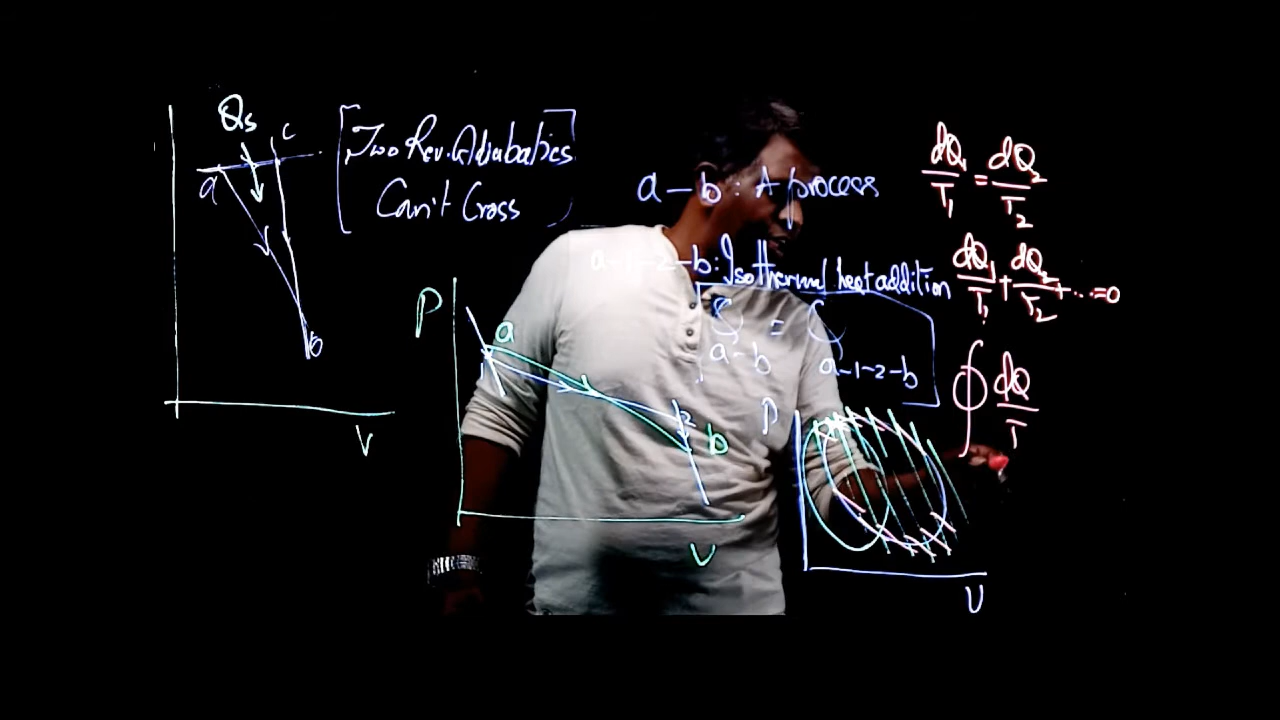 Qs
C
a
b
V
Two Rev. Adiabatics
Can't Cross
a – b : A process
a-1-2-b: Isothermal heat addition
Q = Q
a-b a-1-2-b
P
a
1
2
b
V
P
V
dQ₁/T₁ = dQ₂/T₂
dQ₁/T₁ + dQ₂/T₂ + ... = 0
∮ dQ/T